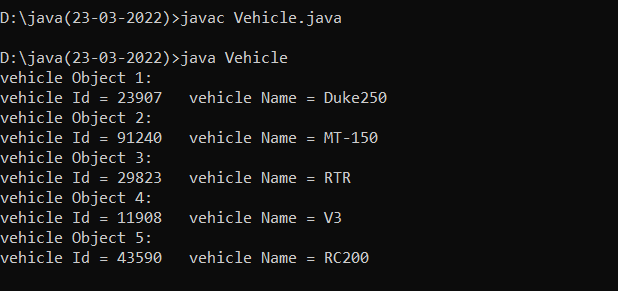 D:\java(23-03-2022)>javac Vehicle.java
D:\java(23-03-2022)>java Vehicle
vehicle Object 1:
vehicle Id = 23907   vehicle Name = Duke250
vehicle Object 2:
vehicle Id = 91240   vehicle Name = MT-150
vehicle Object 3:
vehicle Id = 29823   vehicle Name = RTR
vehicle Object 4:
vehicle Id = 11908   vehicle Name = V3
vehicle Object 5:
vehicle Id = 43590   vehicle Name = RC200